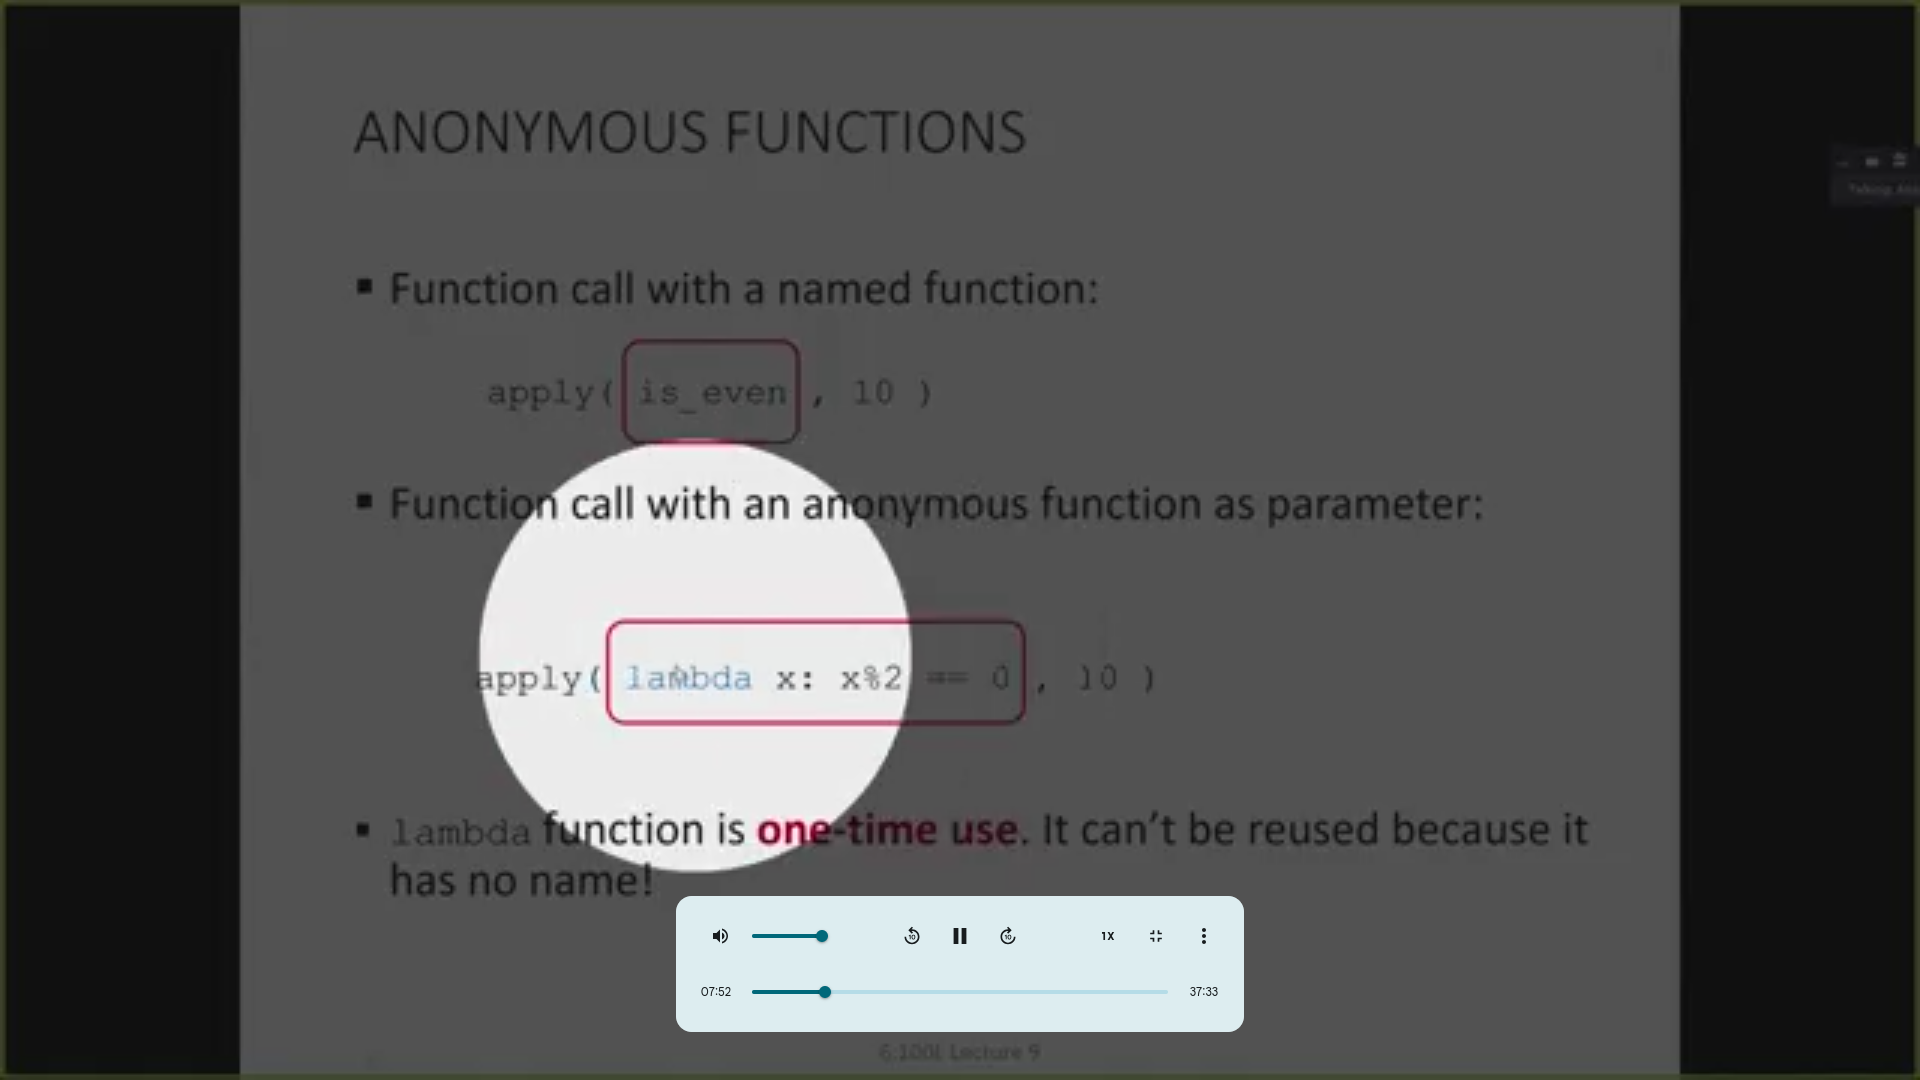 ANONYMOUS FUNCTIONS
▪ Function call with a named function:
apply( is_even , 10 )
▪ Function call with an anonymous function as parameter:
apply( lambda x: x%2 == 0 , 10 )
▪ lambda function is one-time use. It can't be reused because it
has no name!
10
10
1X
07:52
37:33
6.100L Lecture 9